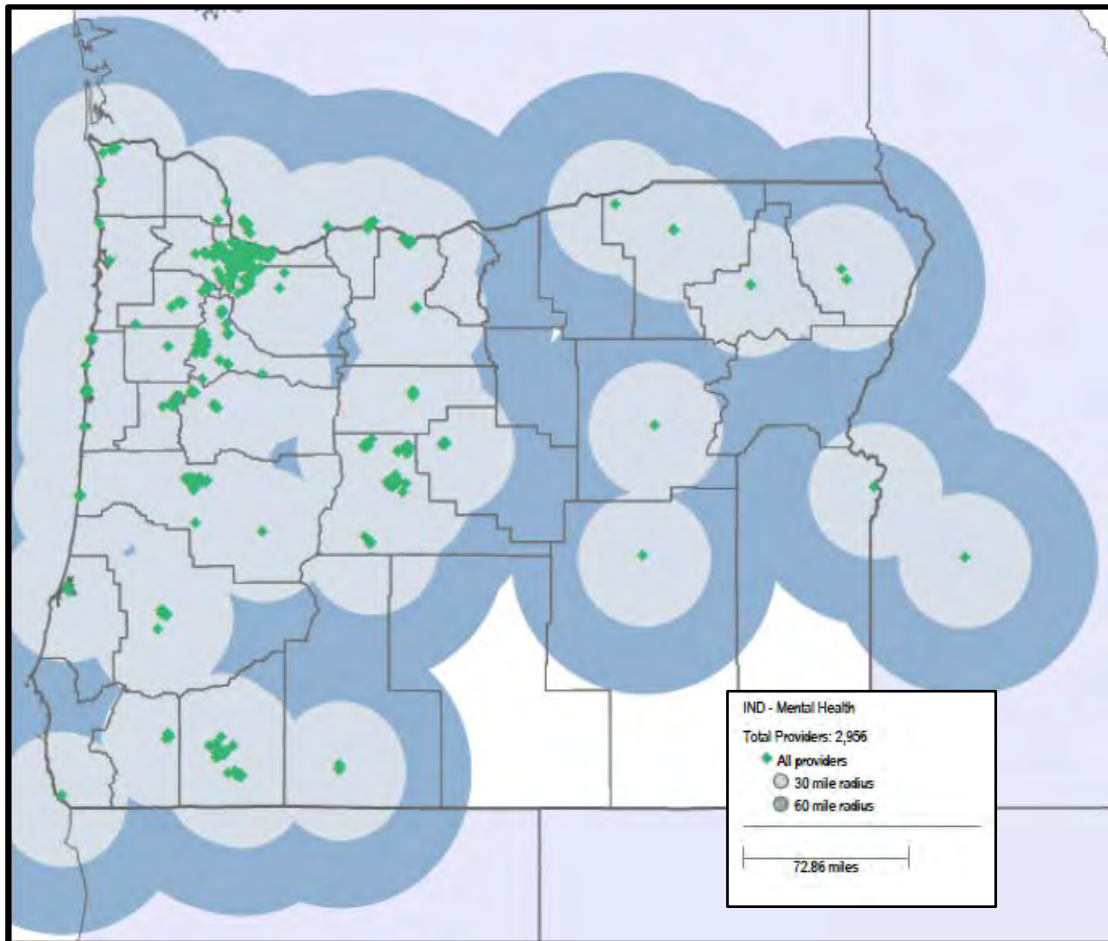 IND - Mental Health
Total Providers: 2,956
All providers
30 mile radius
60 mile radius
72.86 miles